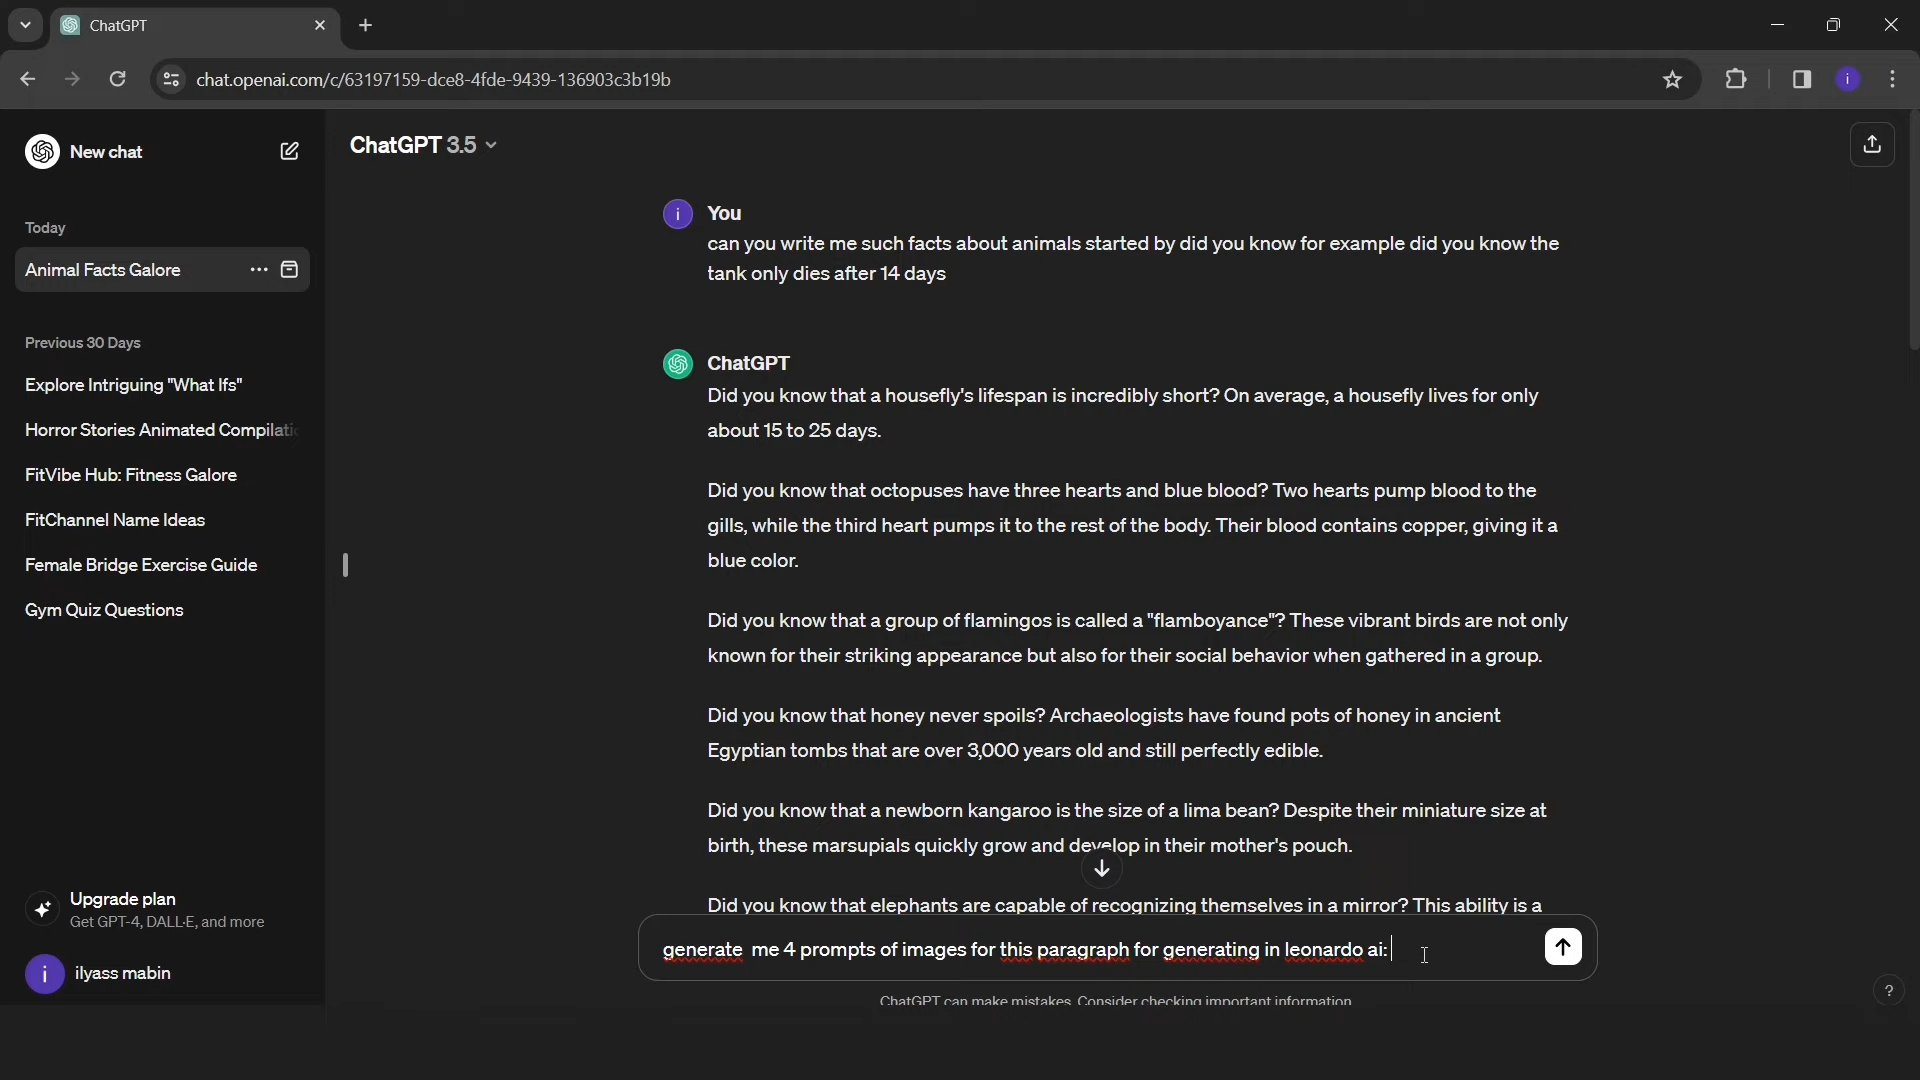 ChatGPT
chat.openai.com/c/63197159-dce8-4fde-9439-136903c3b19b
i
New chat
Today
Animal Facts Galore
Previous 30 Days
Explore Intriguing "What Ifs"
Horror Stories Animated Compilati
FitVibe Hub: Fitness Galore
FitChannel Name Ideas
Female Bridge Exercise Guide
Gym Quiz Questions
Upgrade plan
Get GPT-4, DALL·E, and more
i
ilyass mabin
ChatGPT 3.5
i
You
can you write me such facts about animals started by did you know for example did you know the
tank only dies after 14 days
ChatGPT
Did you know that a housefly's lifespan is incredibly short? On average, a housefly lives for only
about 15 to 25 days.
Did you know that octopuses have three hearts and blue blood? Two hearts pump blood to the
gills, while the third heart pumps it to the rest of the body. Their blood contains copper, giving it a
blue color.
Did you know that a group of flamingos is called a "flamboyance"? These vibrant birds are not only
known for their striking appearance but also for their social behavior when gathered in a group.
Did you know that honey never spoils? Archaeologists have found pots of honey in ancient
Egyptian tombs that are over 3,000 years old and still perfectly edible.
Did you know that a newborn kangaroo is the size of a lima bean? Despite their miniature size at
birth, these marsupials quickly grow and develop in their mother's pouch.
Did you know that elephants are capable of recognizing themselves in a mirror? This ability is a
generate  me 4 prompts of images for this paragraph for generating in leonardo ai:
ChatGPT can make mistakes. Consider checking important information.
?